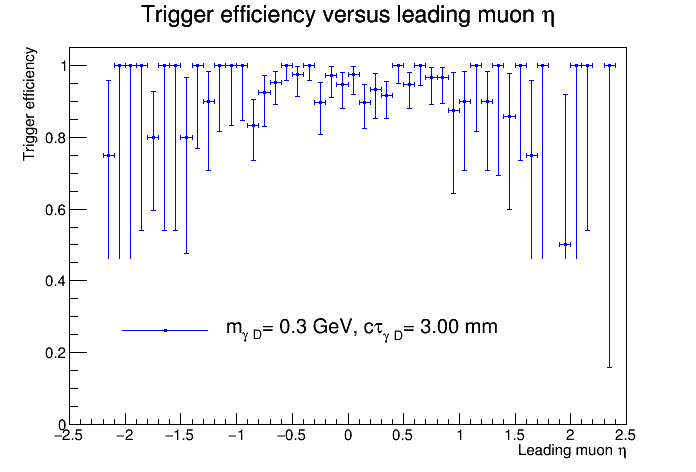 Trigger efficiency versus leading muon η
Trigger efficiency
1
0.8
0.6
0.4
0.2
0
m γ D = 0.3 GeV, cτ γ D = 3.00 mm
−2.5 −2 −1.5 −1 −0.5 0 0.5 1 1.5 2 2.5
Leading muon η